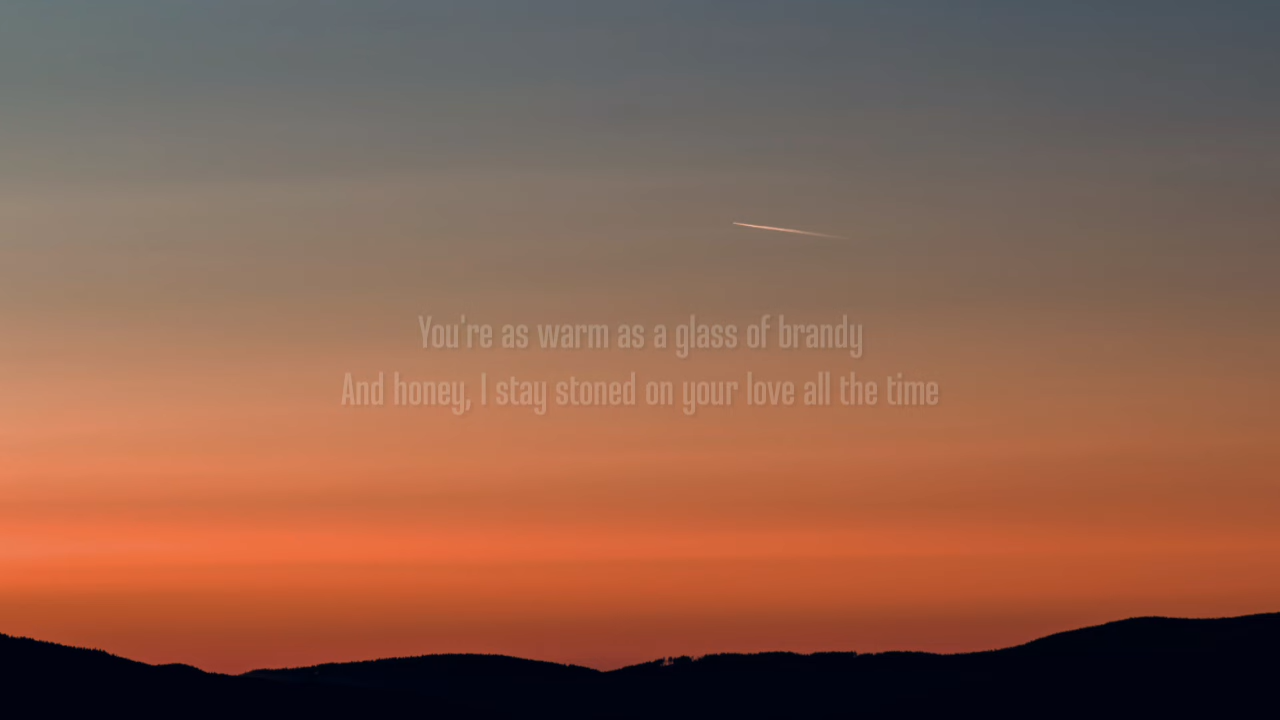 You're as warm as a glass of brandy
And honey, I stay stoned on your love all the time